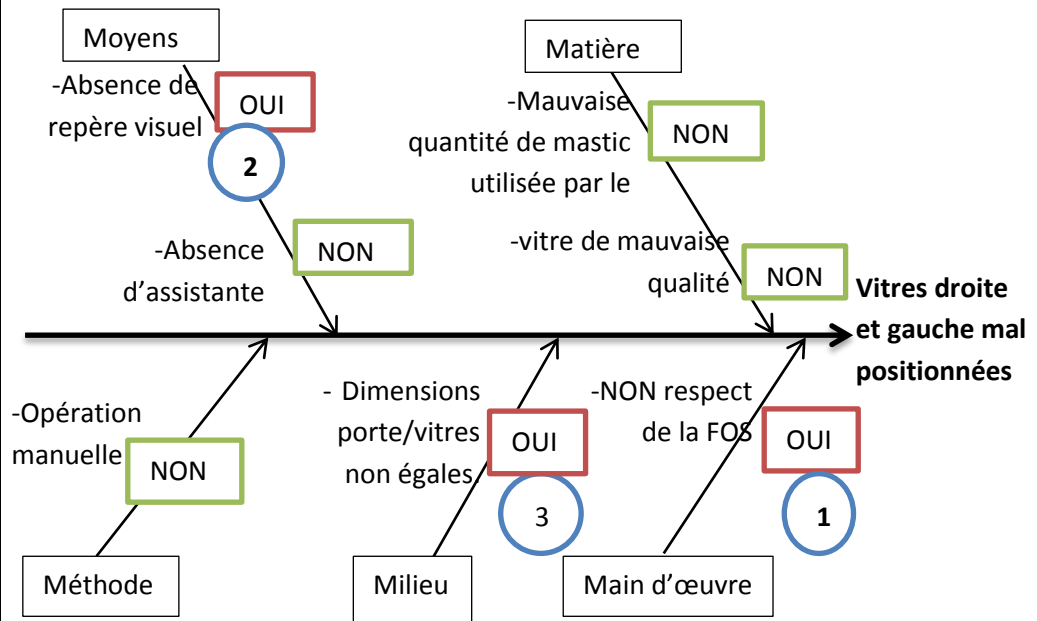 Moyens
-Absence de
repère visuel
OUI
2
-Absence
d'assistante
NON
Matière
-Mauvaise
quantité de mastic
utilisée par le
NON
-vitre de mauvaise
qualité
NON
Vitres droite
et gauche mal
positionnées
-Opération
manuelle
NON
Méthode
- Dimensions
porte/vitres
non égales.
OUI
3
Milieu
-NON respect
de la FOS
OUI
1
Main d'œuvre